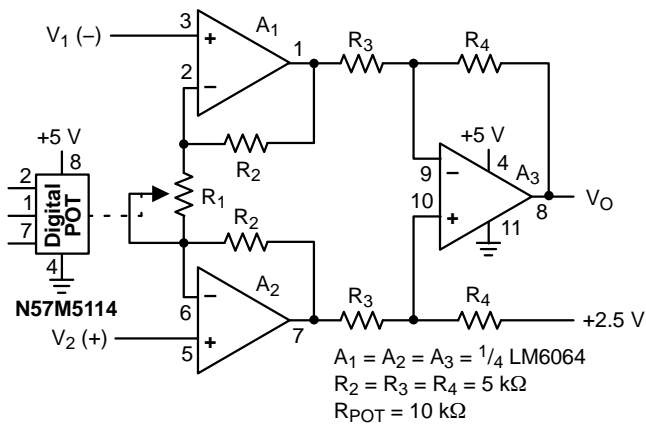 V1 (–)
3
+
A1
1
R3
R4
2
–
R2
+5 V
8
2
1
7
Digital
POT
4
N57M5114
R1
R2
+5 V
4
9
–
A3
10
+
8
VO
11
A2
6
–
7
R3
R4
+2.5 V
V2 (+)
5
+
A1 = A2 = A3 = 1/4 LM6064
R2 = R3 = R4 = 5 kΩ
RPOT = 10 kΩ